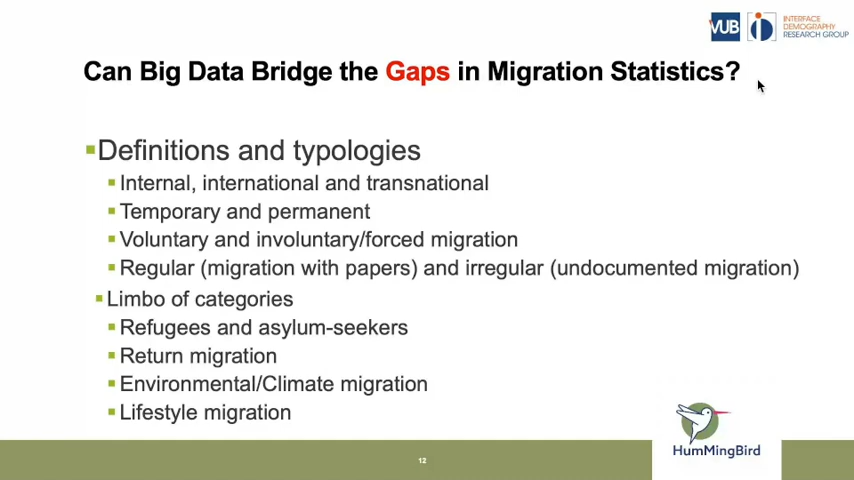 VUB
INTERFACE
DEMOGRAPHY
RESEARCH GROUP
Can Big Data Bridge the Gaps in Migration Statistics?
Definitions and typologies
Internal, international and transnational
Temporary and permanent
Voluntary and involuntary/forced migration
Regular (migration with papers) and irregular (undocumented migration)
Limbo of categories
Refugees and asylum-seekers
Return migration
Environmental/Climate migration
Lifestyle migration
HumMingBird
12